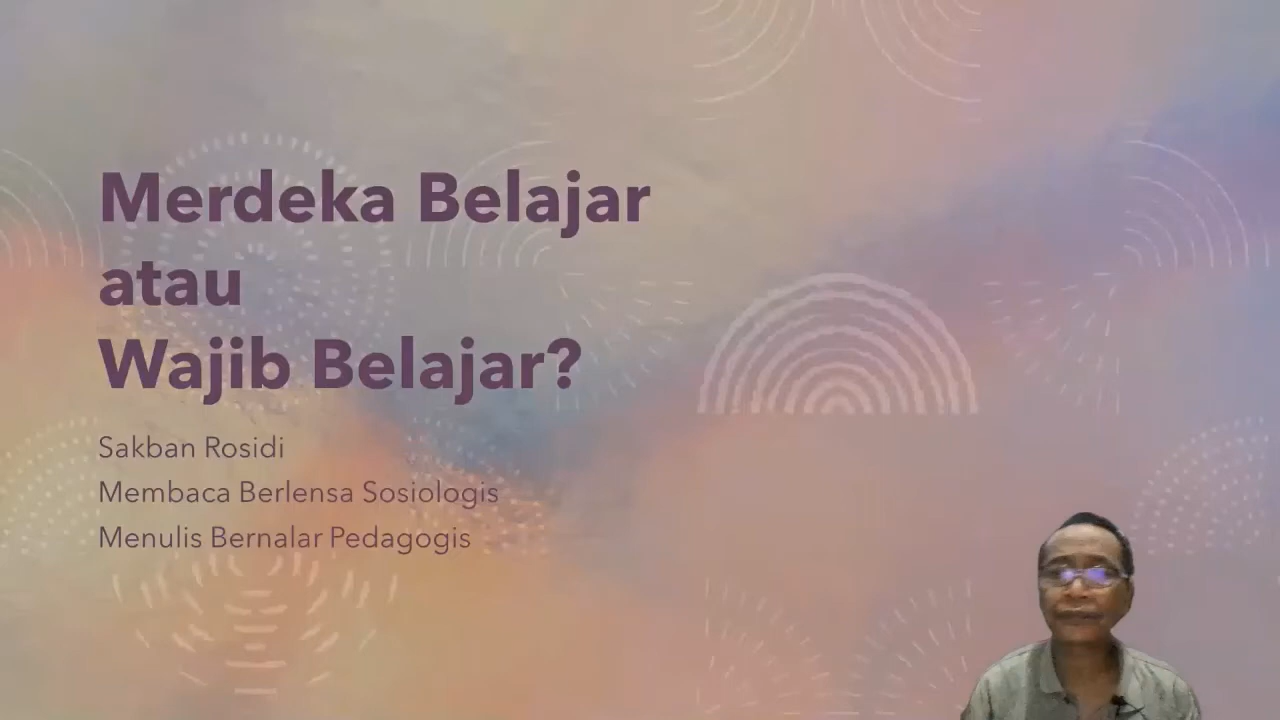 Merdeka Belajar
atau
Wajib Belajar?
Sakban Rosidi
Membaca Berlensa Sosiologis
Menulis Bernalar Pedagogis